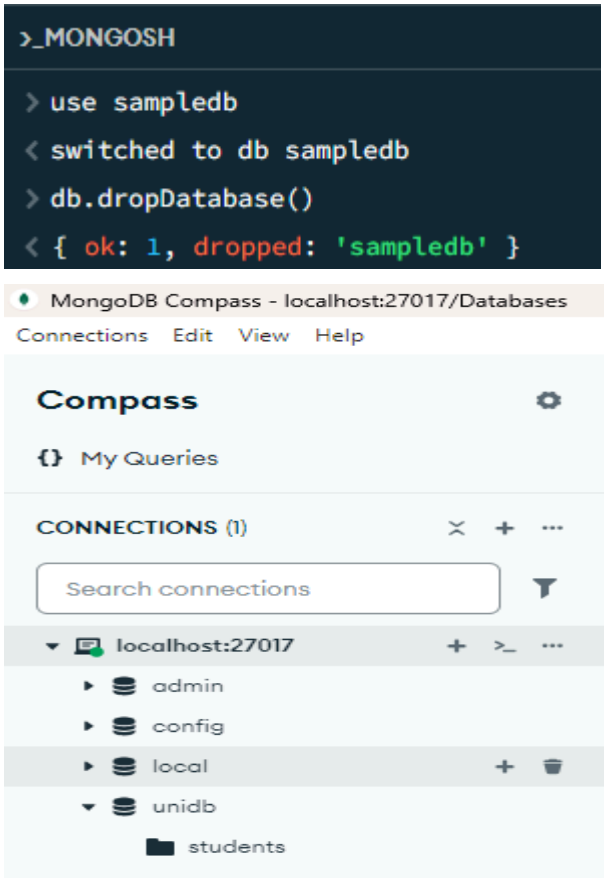 >_MONGOSH
> use sampledb
< switched to db sampledb
> db.dropDatabase()
< { ok: 1, dropped: 'sampledb' }
MongoDB Compass - localhost:27017/Databases
Connections Edit View Help
Compass
{} My Queries
CONNECTIONS (1)
Search connections
localhost:27017
admin
config
local
unidb
students